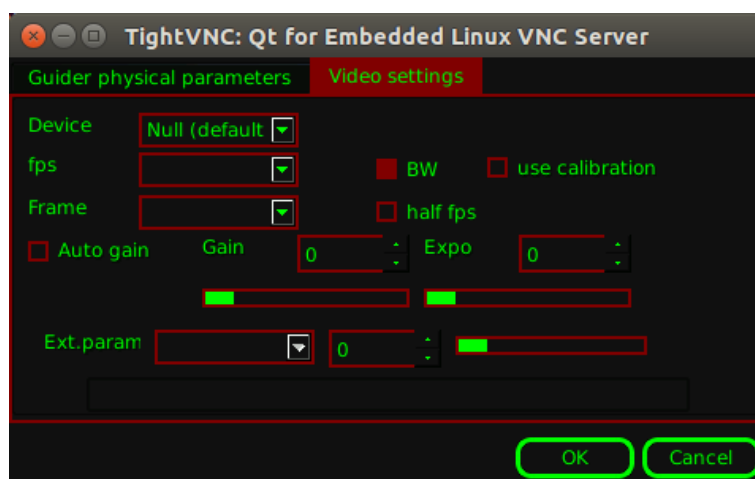 TightVNC: Qt for Embedded Linux VNC Server
Guider physical parameters Video settings
Device Null (default
fps BW use calibration
Frame half fps
Auto gain Gain 0 Expo 0
Ext.param 0
OK Cancel